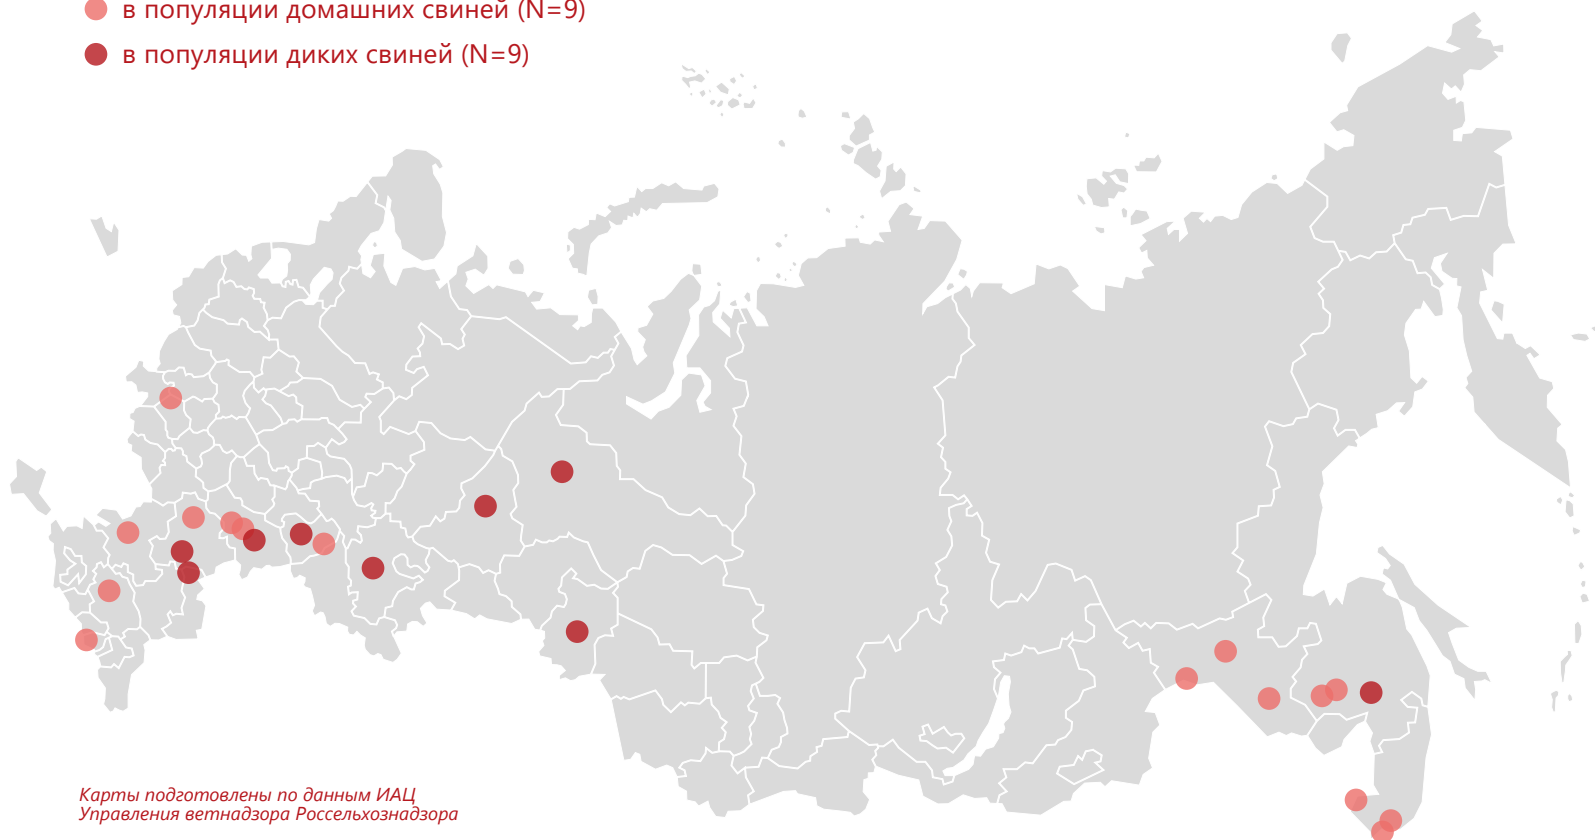 в популяции домашних свиней (N=9)
в популяции диких свиней (N=9)
Карты подготовлены по данным ИАЦ
Управления ветнадзора Россельхознадзора